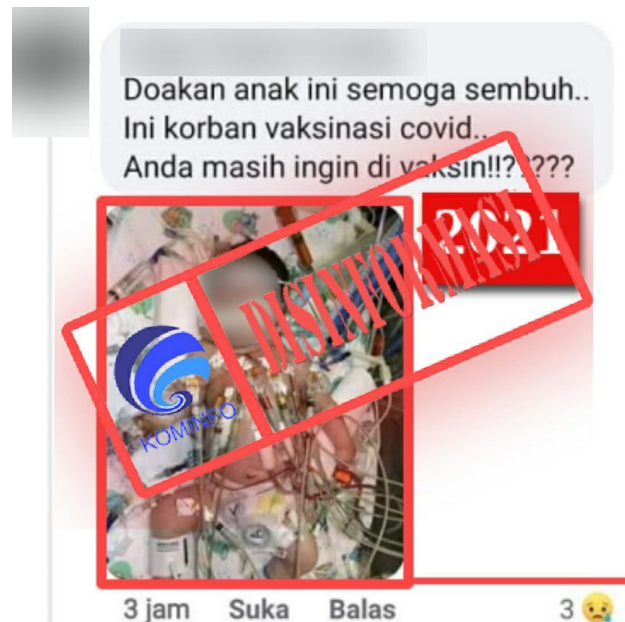 Doakan anak ini semoga sembuh..
Ini korban vaksinasi covid..
Anda masih ingin di vaksin!!?????
2021
DISINFORMASI
KOMINFO
3 jam Suka Balas 3